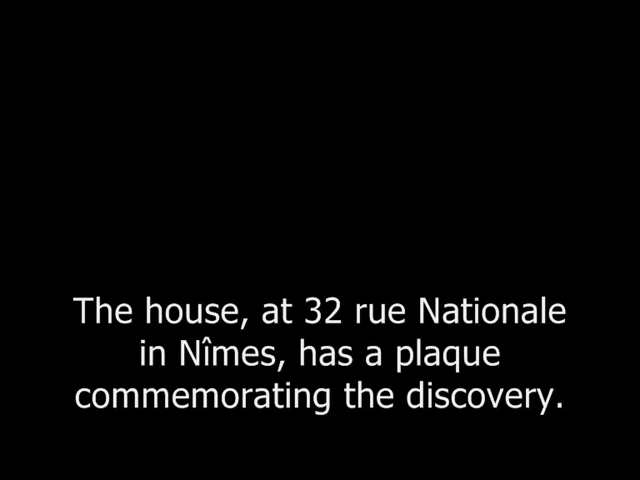 The house, at 32 rue Nationale
in Nîmes, has a plaque
commemorating the discovery.